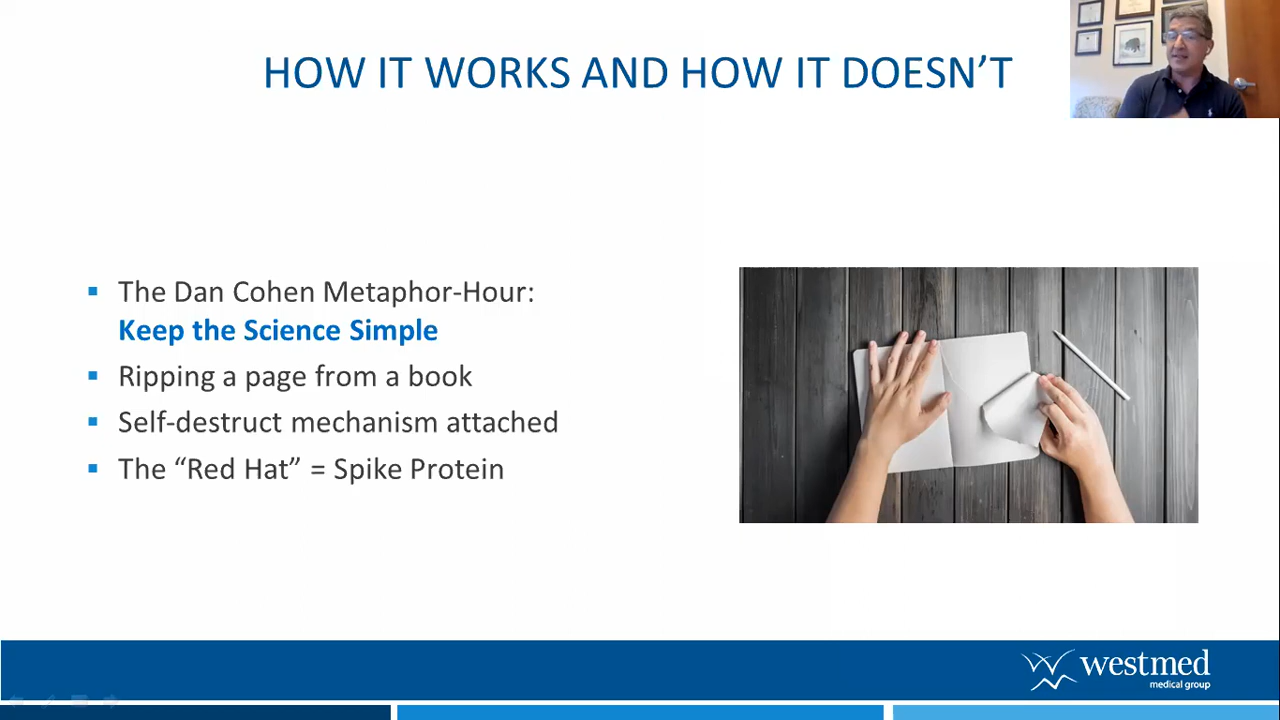 HOW IT WORKS AND HOW IT DOESN’T
The Dan Cohen Metaphor-Hour:
Keep the Science Simple
Ripping a page from a book
Self-destruct mechanism attached
The “Red Hat” = Spike Protein
westmed
medical group